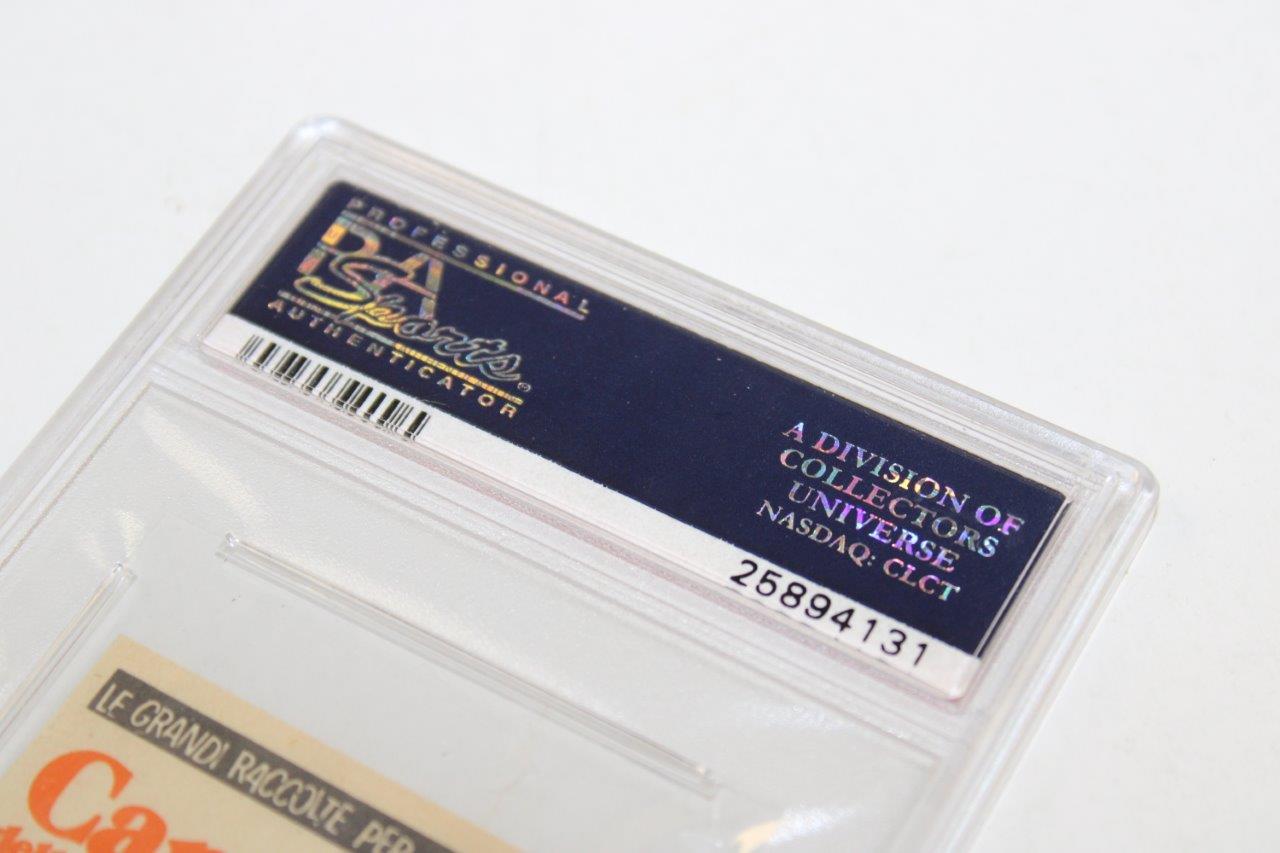 PROFESSIONAL
PSA
Sports®
AUTHENTICATOR
A DIVISION OF
COLLECTORS
UNIVERSE
NASDAQ: CLCT
25894131
LE GRANDI RACCOLTE PER